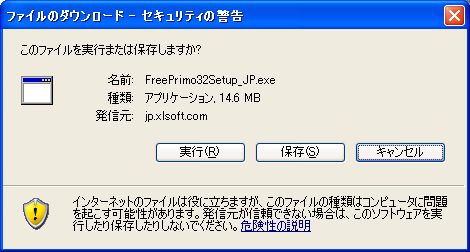 ファイルのダウンロード - セキュリティの警告
このファイルを実行または保存しますか?
名前: FreePrimo32Setup_JP.exe
種類: アプリケーション, 14.6 MB
発信元: jp.xlsoft.com
実行(R) 保存(S) キャンセル
インターネットのファイルは役に立ちますが、このファイルの種類はコンピュータに問題
を起こす可能性があります。発信元が信頼できない場合は、このソフトウェアを実
行したり保存したりしないでください。危険性の説明